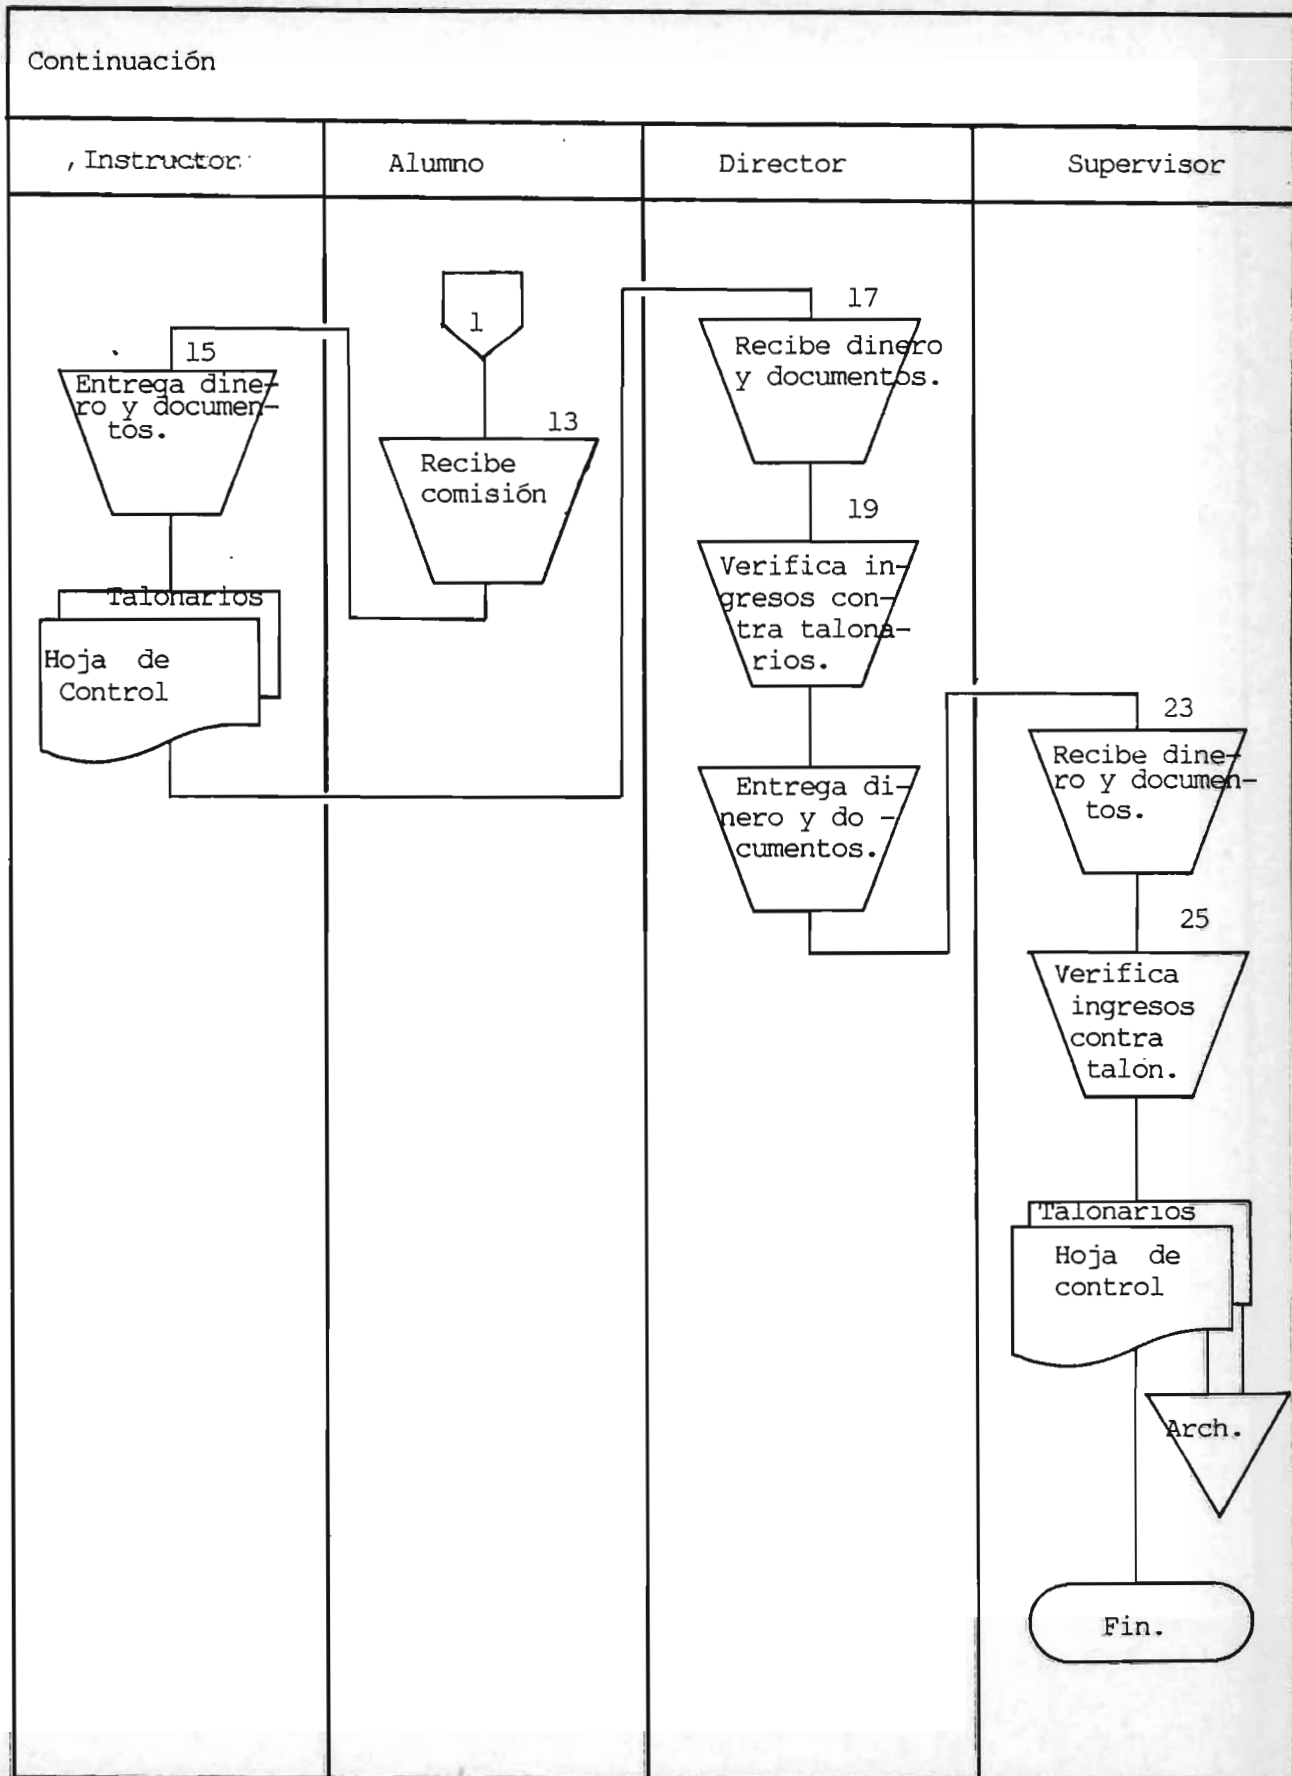 Continuación
, Instructor.
Alumno
Director
Supervisor
15
Entrega dine-
ro y documen-
tos.
Talonarios
Hoja de
Control
1
13
Recibe
comisión
17
Recibe dinero
y documentos.
19
Verifica in-
gresos con-
tra talona-
rios.
Entrega di-
nero y do -
cumentos.
23
Recibe dine-
ro y documen-
tos.
25
Verifica
ingresos
contra
talón.
Talonarios
Hoja de
control
Arch.
Fin.